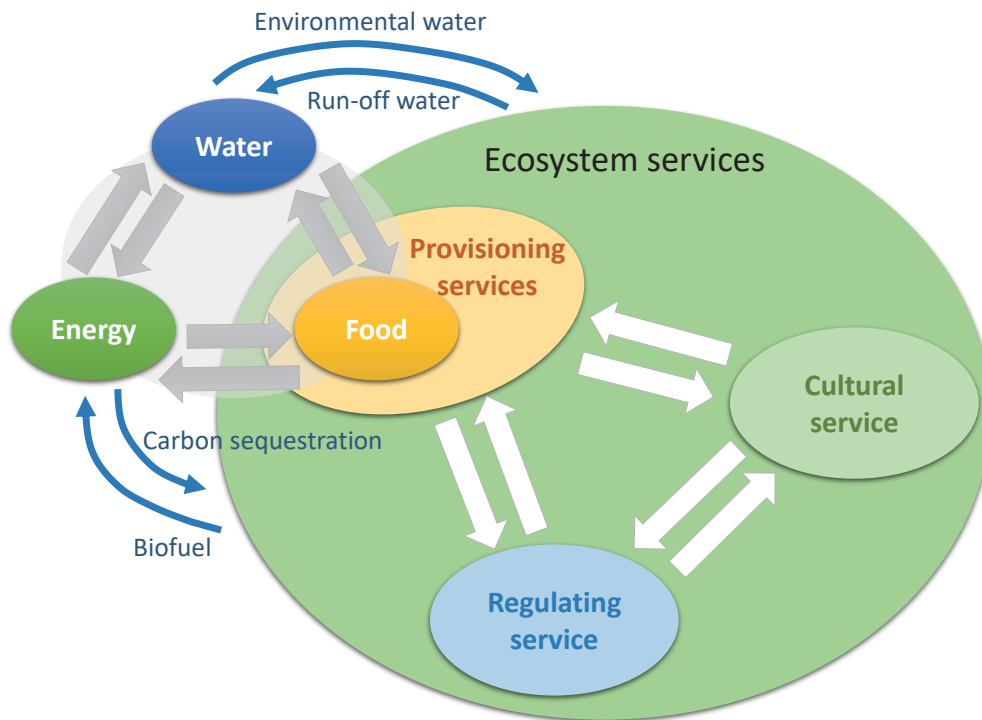 Environmental water
Run-off water
Water
Ecosystem services
Provisioning
services
Energy
Food
Cultural
service
Carbon sequestration
Biofuel
Regulating
service